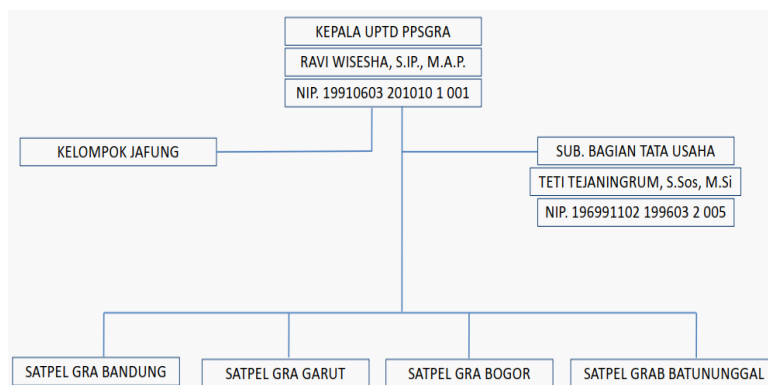 KEPALA UPTD PPSGRA
RAVI WISESHA, S.IP., M.A.P.
NIP. 19910603 201010 1 001
KELOMPOK JAFUNG
SUB. BAGIAN TATA USAHA
TETI TEJANINGRUM, S.Sos, M.Si
NIP. 196991102 199603 2 005
SATPEL GRA BANDUNG
SATPEL GRA GARUT
SATPEL GRA BOGOR
SATPEL GRAB BATUNUNGGAL